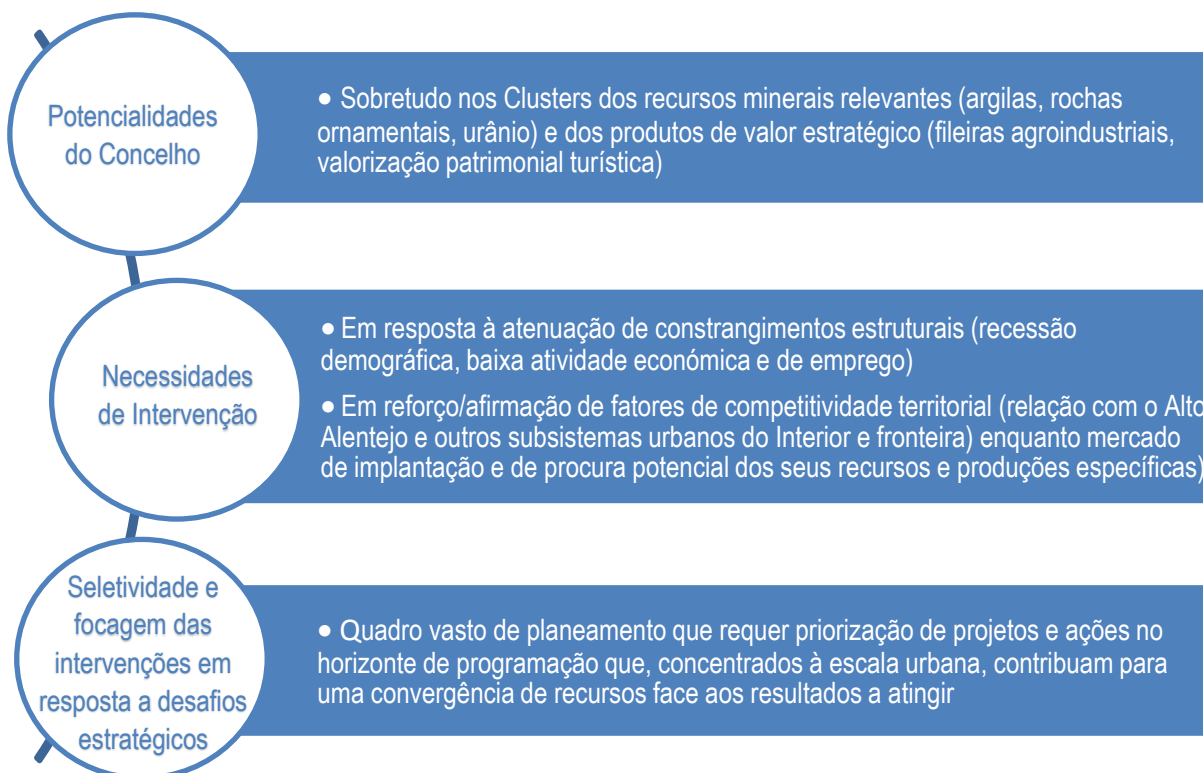 Potencialidades
do Concelho
• Sobretudo nos Clusters dos recursos minerais relevantes (argilas, rochas
ornamentais, urânio) e dos produtos de valor estratégico (fileiras agroindustriais,
valorização patrimonial turística)
Necessidades
de Intervenção
• Em resposta à atenuação de constrangimentos estruturais (recessão
demográfica, baixa atividade económica e de emprego)
• Em reforço/afirmação de fatores de competitividade territorial (relação com o Alto
Alentejo e outros subsistemas urbanos do Interior e fronteira) enquanto mercado
de implantação e de procura potencial dos seus recursos e produções específicas)
Seletividade e
focagem das
intervenções em
resposta a desafios
estratégicos
• Quadro vasto de planeamento que requer priorização de projetos e ações no
horizonte de programação que, concentrados à escala urbana, contribuam para
uma convergência de recursos face aos resultados a atingir